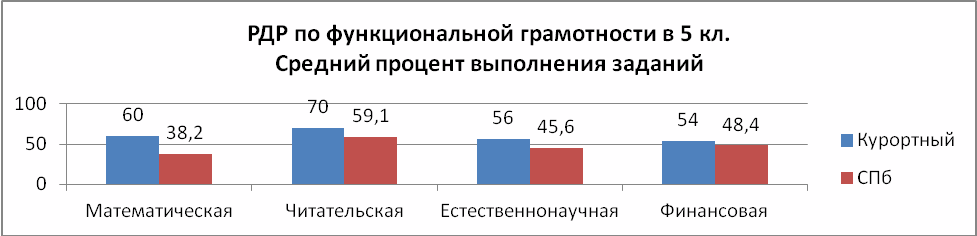 РДР по функциональной грамотности в 5 кл.
Средний процент выполнения заданий
100
50
0
60
38,2
70
59,1
56
45,6
54
48,4
Математическая
Читательская
Естественнонаучная
Финансовая
Курортный
СПб